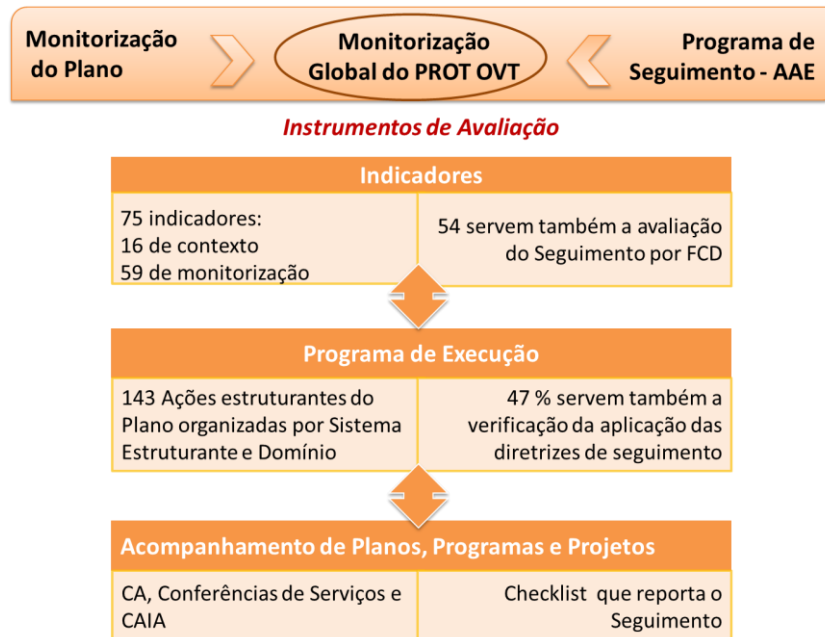 Monitorização
do Plano
Monitorização
Global do PROT OVT
Programa de
Seguimento - AAE
Instrumentos de Avaliação
Indicadores
75 indicadores:
16 de contexto
59 de monitorização
54 servem também a avaliação
do Seguimento por FCD
Programa de Execução
143 Ações estruturantes do
Plano organizadas por Sistema
Estruturante e Domínio
47 % servem também a
verificação da aplicação das
diretrizes de seguimento
Acompanhamento de Planos, Programas e Projetos
CA, Conferências de Serviços e
CAIA
Checklist que reporta o
Seguimento